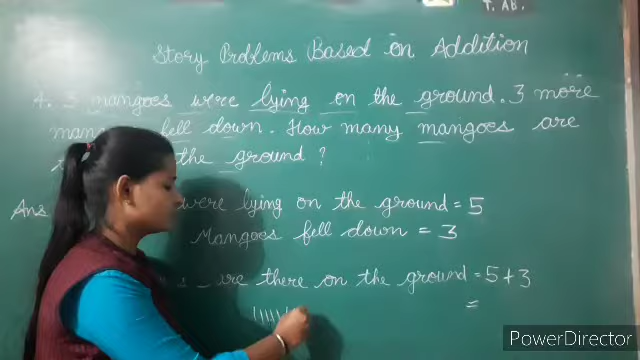 T. AB.
Story Problems Based on Addition
4. 5 mangoes were lying on the ground. 3 more
fell down. How many mangoes are
the ground ?
Ans were lying on the ground = 5
Mangoes fell down = 3
there on the ground = 5 + 3
=
PowerDirector